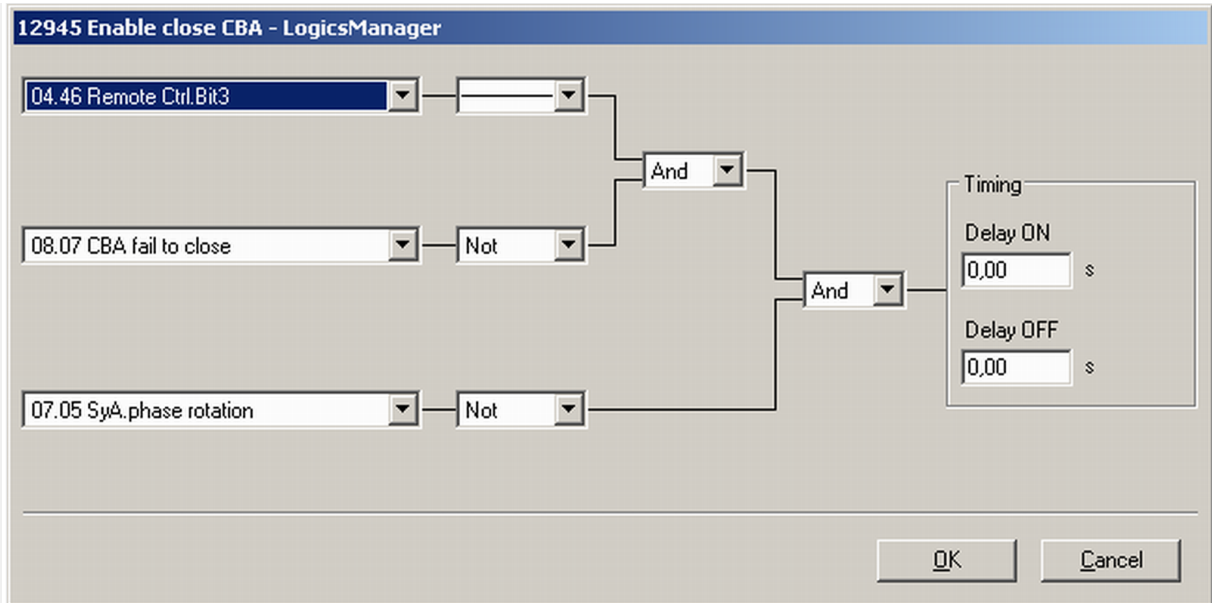 12945 Enable close CBA - LogicsManager
04.46 Remote Ctrl.Bit3
And
Timing
08.07 CBA fail to close
Not
Delay ON
0,00 s
And
Delay OFF
0,00 s
07.05 SyA.phase rotation
Not
OK
Cancel